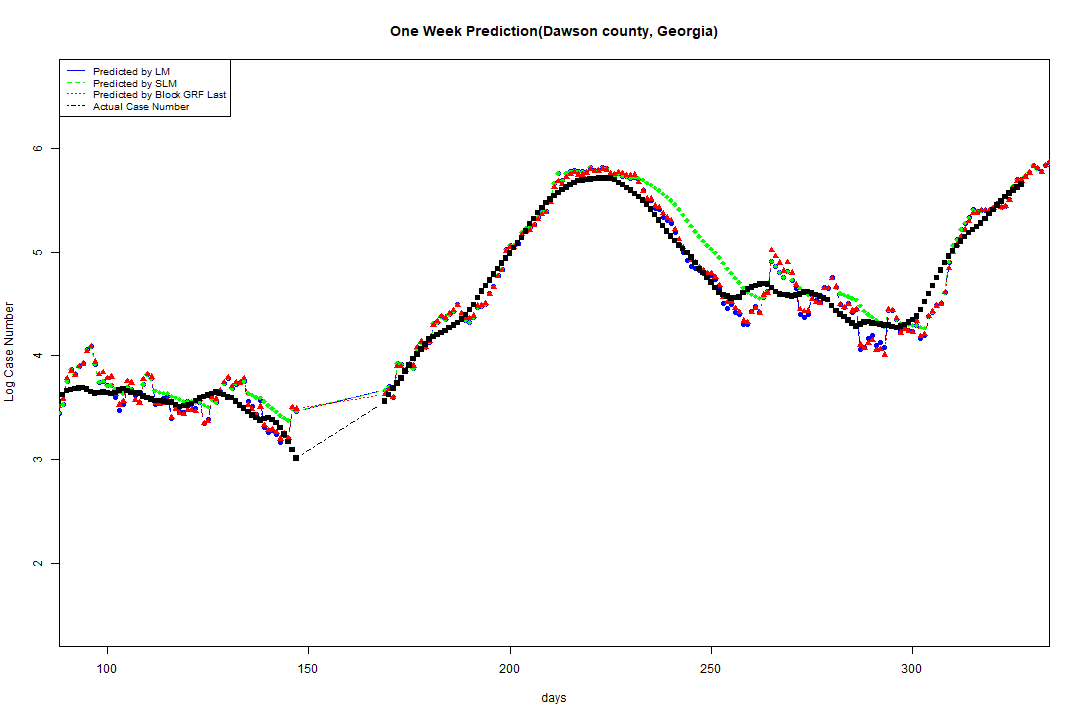 One Week Prediction(Dawson county, Georgia)
Predicted by LM
Predicted by SLM
Predicted by Block GRF Last
Actual Case Number
6
5
4
3
2
Log Case Number
100 150 200 250 300
days